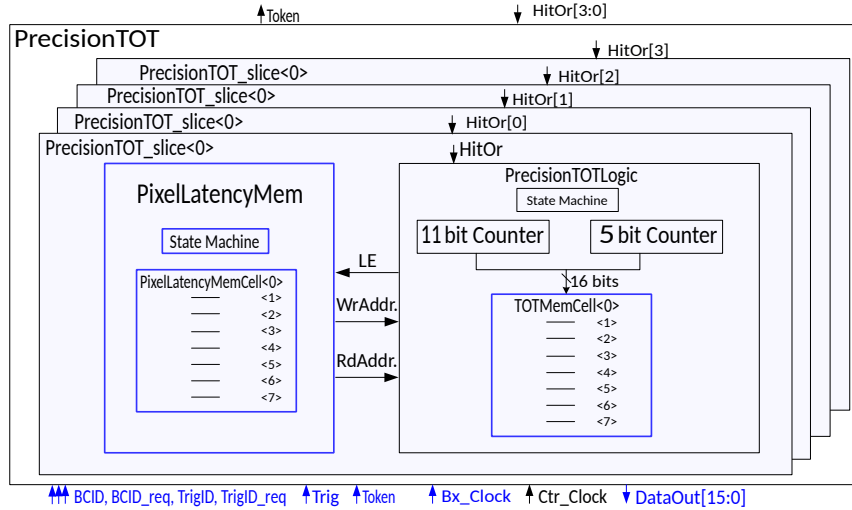 Token
HitOr[3:0]
PrecisionTOT
HitOr[3]
PrecisionTOT_slice<0>
HitOr[2]
PrecisionTOT_slice<0>
HitOr[1]
PrecisionTOT_slice<0>
HitOr[0]
PrecisionTOT_slice<0>
HitOr
PixelLatencyMem
State Machine
PixelLatencyMemCell<0>
<1>
<2>
<3>
<4>
<5>
<6>
<7>
LE
WrAddr.
RdAddr.
PrecisionTOTLogic
State Machine
11 bit Counter
5 bit Counter
16 bits
TOTMemCell<0>
<1>
<2>
<3>
<4>
<5>
<6>
<7>
BCID, BCID_req, TrigID, TrigID_req
Trig
Token
Bx_Clock
Ctr_Clock
DataOut[15:0]